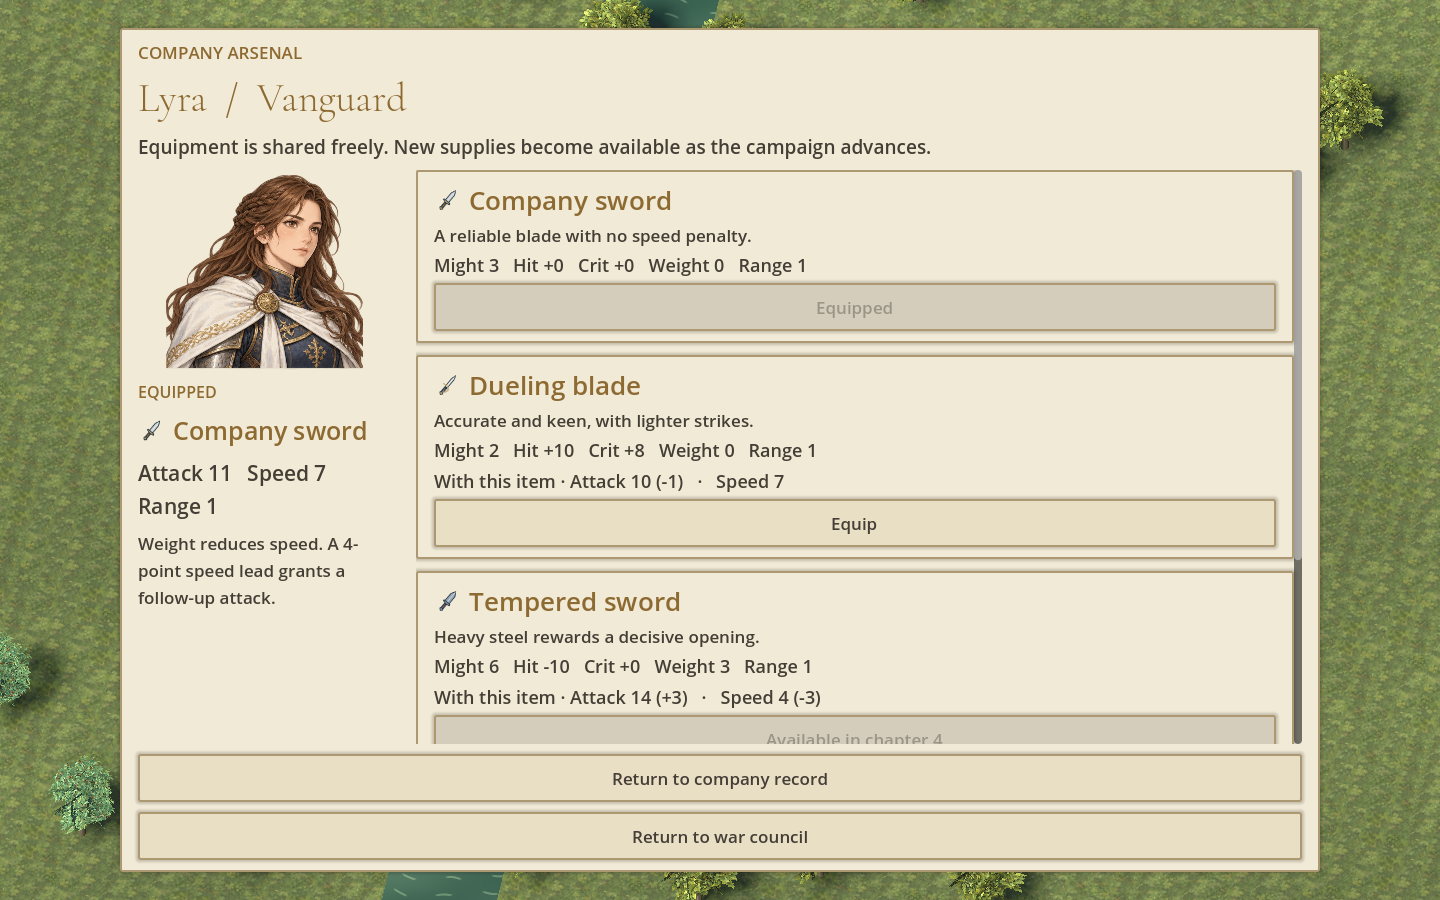 COMPANY ARSENAL
Lyra / Vanguard
Equipment is shared freely. New supplies become available as the campaign advances.
EQUIPPED
Company sword
Attack 11 Speed 7
Range 1
Weight reduces speed. A 4-
point speed lead grants a
follow-up attack.
Company sword
A reliable blade with no speed penalty.
Might 3 Hit +0 Crit +0 Weight 0 Range 1
Equipped
Dueling blade
Accurate and keen, with lighter strikes.
Might 2 Hit +10 Crit +8 Weight 0 Range 1
With this item · Attack 10 (-1) · Speed 7
Equip
Tempered sword
Heavy steel rewards a decisive opening.
Might 6 Hit -10 Crit +0 Weight 3 Range 1
With this item · Attack 14 (+3) · Speed 4 (-3)
Available in chapter 4
Return to company record
Return to war council